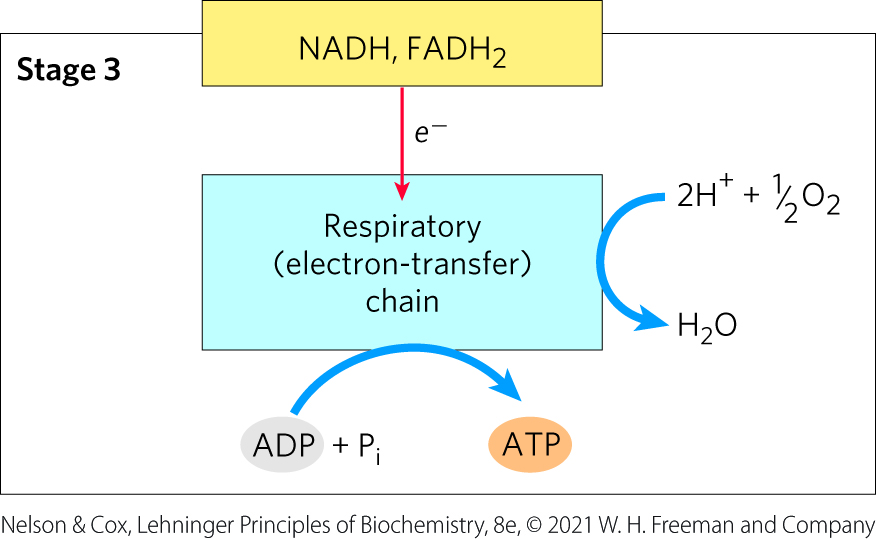 NADH, FADH₂
Stage 3
e⁻
2H⁺ + ½O₂
Respiratory
(electron-transfer)
chain
H₂O
ADP + Pᵢ
ATP
Nelson & Cox, Lehninger Principles of Biochemistry, 8e, © 2021 W. H. Freeman and Company